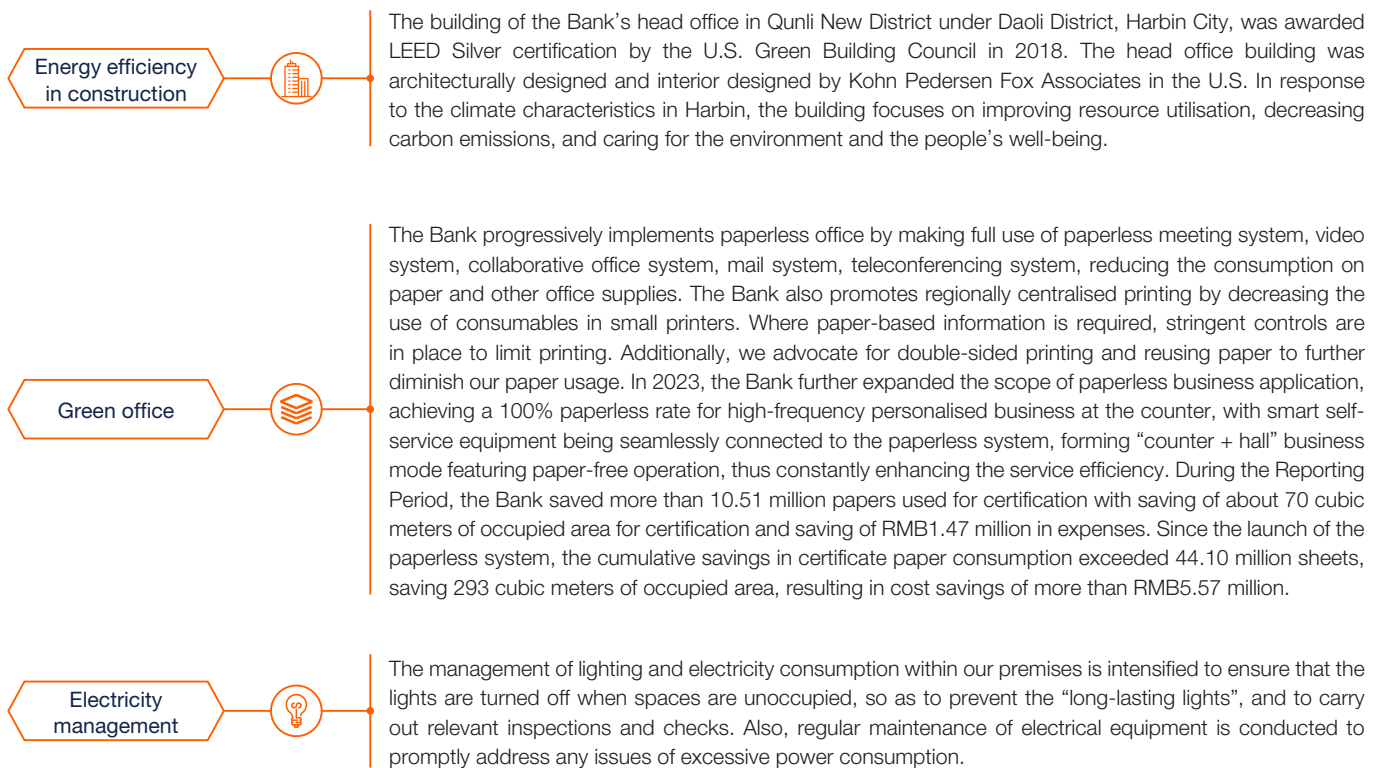 Energy efficiency
in construction
The building of the Bank's head office in Qunli New District under Daoli District, Harbin City, was awarded
LEED Silver certification by the U.S. Green Building Council in 2018. The head office building was
architecturally designed and interior designed by Kohn Pedersen Fox Associates in the U.S. In response
to the climate characteristics in Harbin, the building focuses on improving resource utilisation, decreasing
carbon emissions, and caring for the environment and the people's well-being.
Green office
The Bank progressively implements paperless office by making full use of paperless meeting system, video
system, collaborative office system, mail system, teleconferencing system, reducing the consumption on
paper and other office supplies. The Bank also promotes regionally centralised printing by decreasing the
use of consumables in small printers. Where paper-based information is required, stringent controls are
in place to limit printing. Additionally, we advocate for double-sided printing and reusing paper to further
diminish our paper usage. In 2023, the Bank further expanded the scope of paperless business application,
achieving a 100% paperless rate for high-frequency personalised business at the counter, with smart self-
service equipment being seamlessly connected to the paperless system, forming “counter + hall” business
mode featuring paper-free operation, thus constantly enhancing the service efficiency. During the Reporting
Period, the Bank saved more than 10.51 million papers used for certification with saving of about 70 cubic
meters of occupied area for certification and saving of RMB1.47 million in expenses. Since the launch of the
paperless system, the cumulative savings in certificate paper consumption exceeded 44.10 million sheets,
saving 293 cubic meters of occupied area, resulting in cost savings of more than RMB5.57 million.
Electricity
management
The management of lighting and electricity consumption within our premises is intensified to ensure that the
lights are turned off when spaces are unoccupied, so as to prevent the “long-lasting lights”, and to carry
out relevant inspections and checks. Also, regular maintenance of electrical equipment is conducted to
promptly address any issues of excessive power consumption.